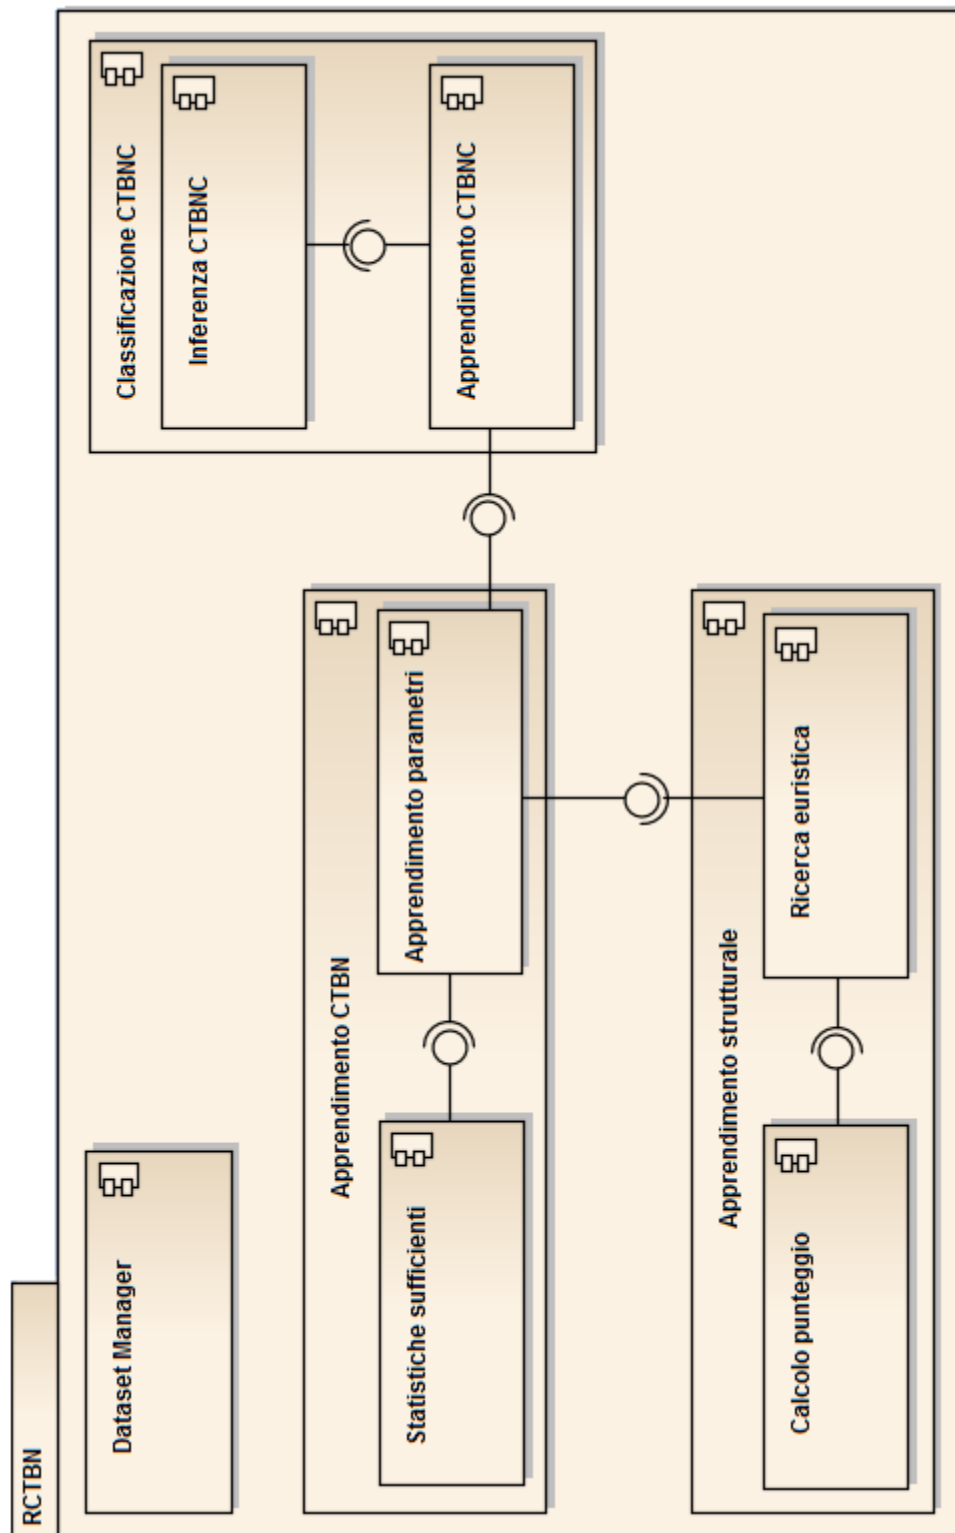 RCTBN
Dataset Manager
Classificazione CTBNC
Inferenza CTBNC
Apprendimento CTBNC
Apprendimento CTBN
Statistiche sufficienti
Apprendimento parametri
Apprendimento strutturale
Calcolo punteggio
Ricerca euristica